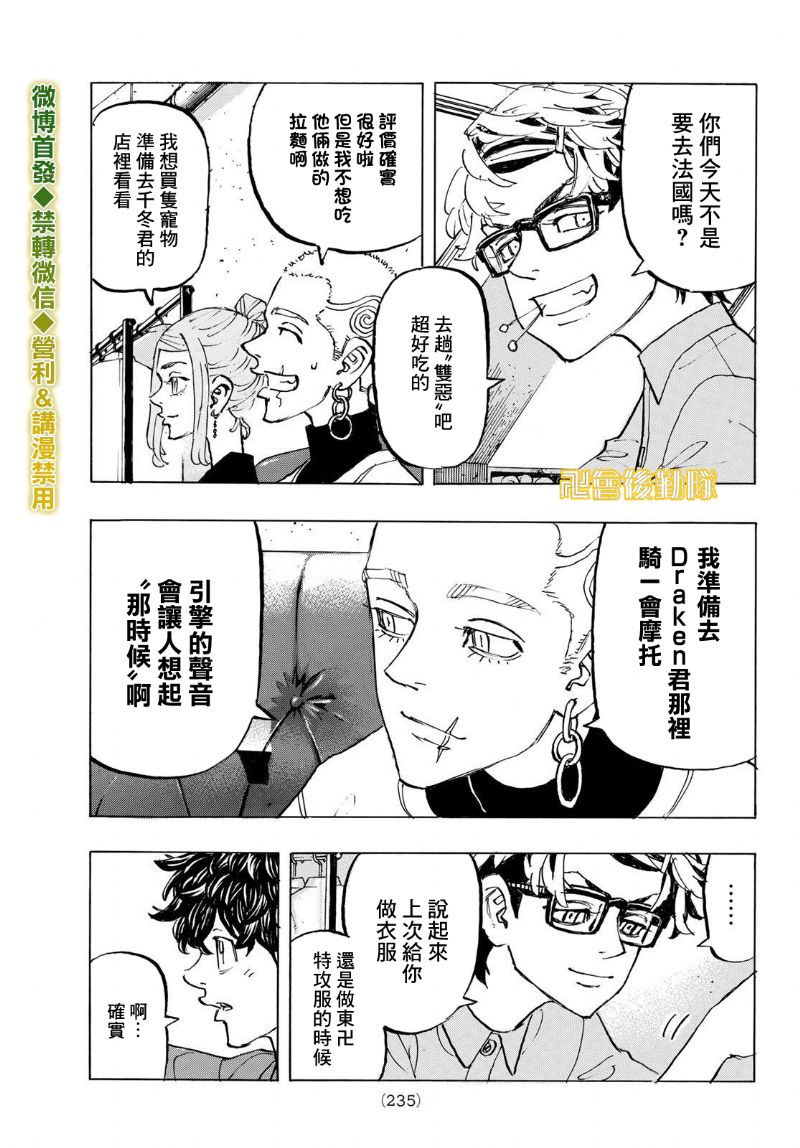 微博首發◆禁轉微信◆營利&講漫禁用
你們今天不是
要去法國嗎？
去趟〝雙惡〞吧
超好吃的
評價確實
很好啦
但是我不想吃
他倆做的
拉麵啊
我想買隻寵物
準備去千冬君的
店裡看看
卍會後勤隊
我準備去
Draken君那裡
騎一會摩托
引擎的聲音
會讓人想起
〝那時候〞啊
……
說起來
上次給你
做衣服
還是做東卍
特攻服的時候
啊…
確實
(235)